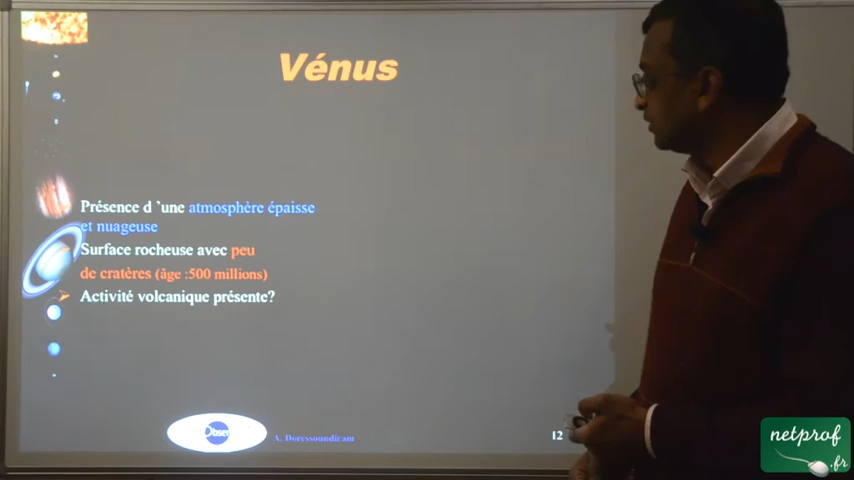 Vénus
Présence d 'une atmosphère épaisse
et nuageuse
Surface rocheuse avec peu
de cratères (âge :500 millions)
Activité volcanique présente?
Obser
A. Doressoundiram
12
netprof
.fr